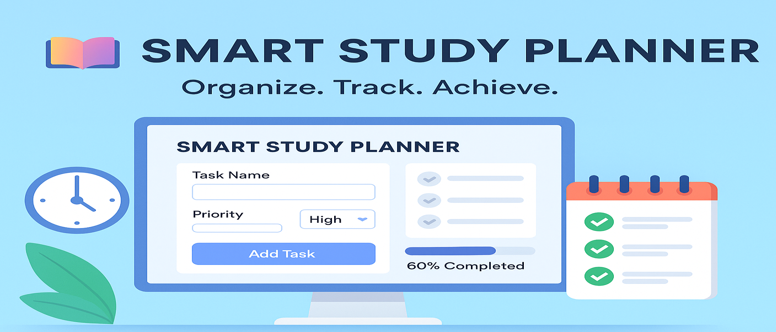 SMART STUDY PLANNER
Organize. Track. Achieve.
SMART STUDY PLANNER
Task Name
Priority
High
Add Task
60% Completed